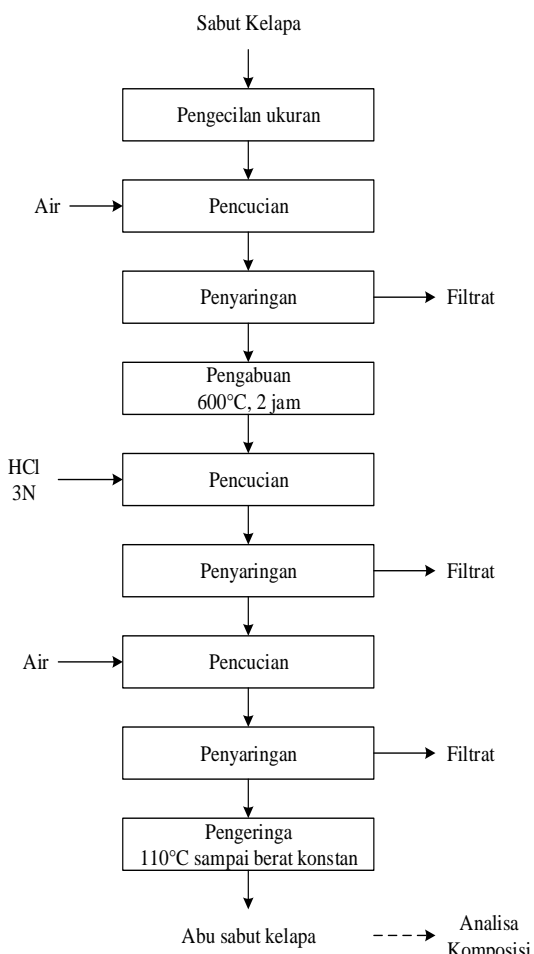 Sabut Kelapa
Pengecilan ukuran
Air
Pencucian
Penyaringan
Filtrat
Pengabuan
600°C, 2 jam
HCl
3N
Pencucian
Penyaringan
Filtrat
Air
Pencucian
Penyaringan
Filtrat
Pengeringa
110°C sampai berat konstan
Abu sabut kelapa
Analisa
Komposisi